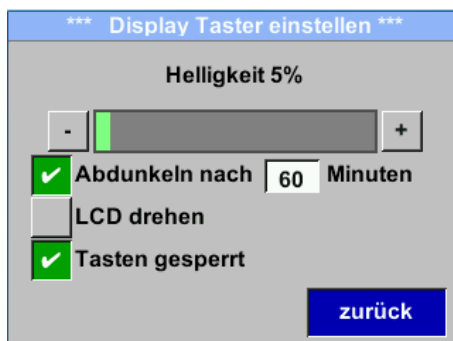 *** Display Taster einstellen ***
Helligkeit 5%
- +
Abdunkeln nach 60 Minuten
LCD drehen
Tasten gesperrt
zurück